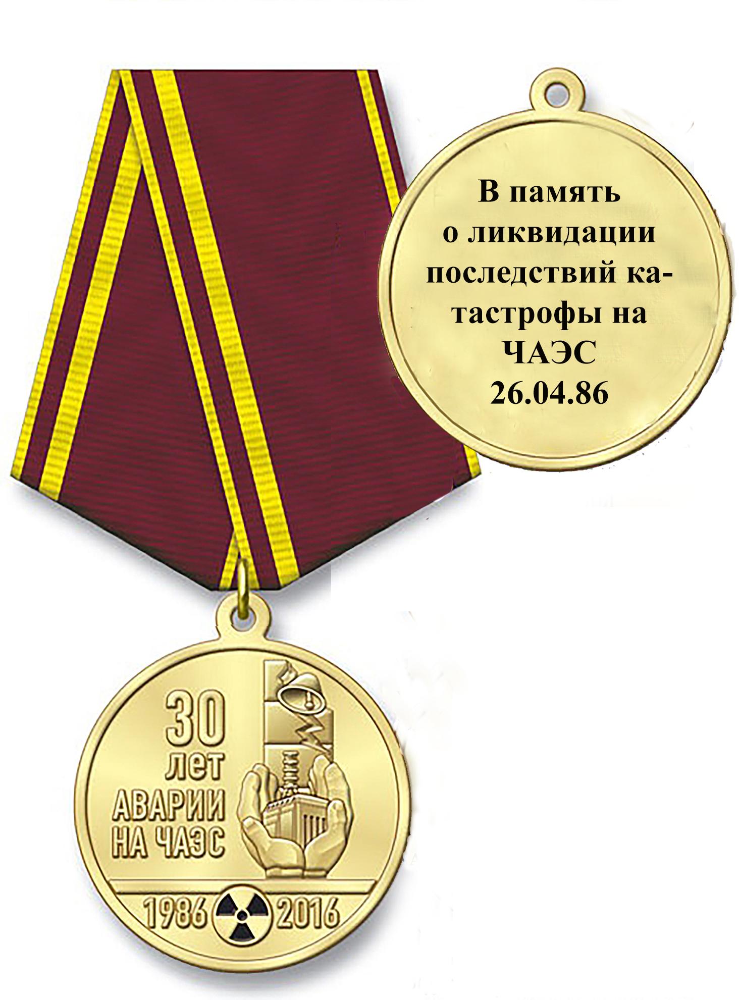 В память
о ликвидации
последствий ка-
тастрофы на
ЧАЭС
26.04.86
30
лет
АВАРИИ
НА ЧАЭС
1986 2016